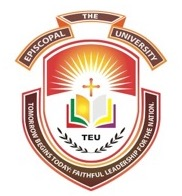 THE
EPISCOPAL UNIVERSITY
TEU
TOMORROW BEGINS TODAY: FAITHFUL LEADERSHIP FOR THE NATION.